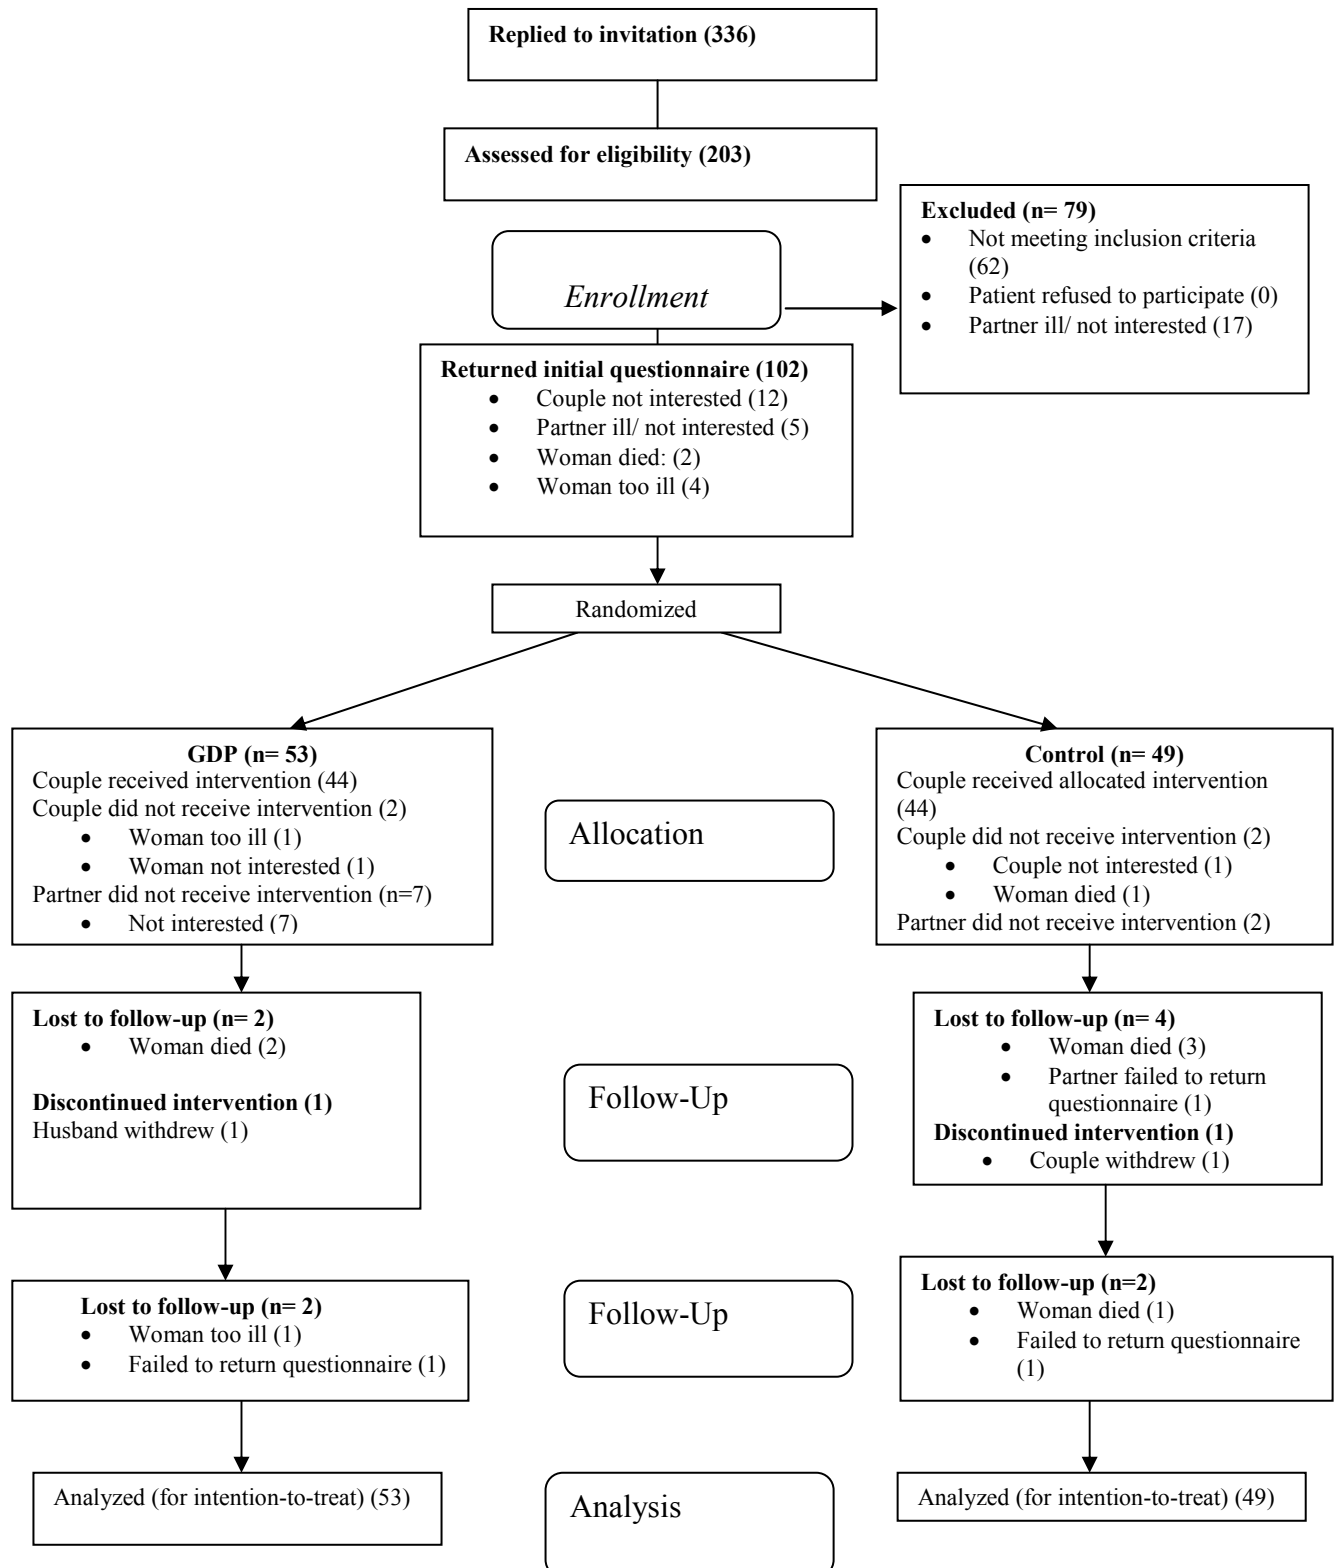 Replied to invitation (336)
Assessed for eligibility (203)
Excluded (n= 79)
• Not meeting inclusion criteria
(62)
• Patient refused to participate (0)
• Partner ill/ not interested (17)
Enrollment
Returned initial questionnaire (102)
• Couple not interested (12)
• Partner ill/ not interested (5)
• Woman died: (2)
• Woman too ill (4)
Randomized
GDP (n= 53)
Couple received intervention (44)
Couple did not receive intervention (2)
• Woman too ill (1)
• Woman not interested (1)
Partner did not receive intervention (n=7)
• Not interested (7)
Allocation
Control (n= 49)
Couple received allocated intervention
(44)
Couple did not receive intervention (2)
• Couple not interested (1)
• Woman died (1)
Partner did not receive intervention (2)
Lost to follow-up (n= 2)
• Woman died (2)
Discontinued intervention (1)
Husband withdrew (1)
Follow-Up
Lost to follow-up (n= 4)
• Woman died (3)
• Partner failed to return
questionnaire (1)
Discontinued intervention (1)
• Couple withdrew (1)
Lost to follow-up (n= 2)
• Woman too ill (1)
• Failed to return questionnaire (1)
Follow-Up
Lost to follow-up (n=2)
• Woman died (1)
• Failed to return questionnaire
(1)
Analyzed (for intention-to-treat) (53)
Analysis
Analyzed (for intention-to-treat) (49)